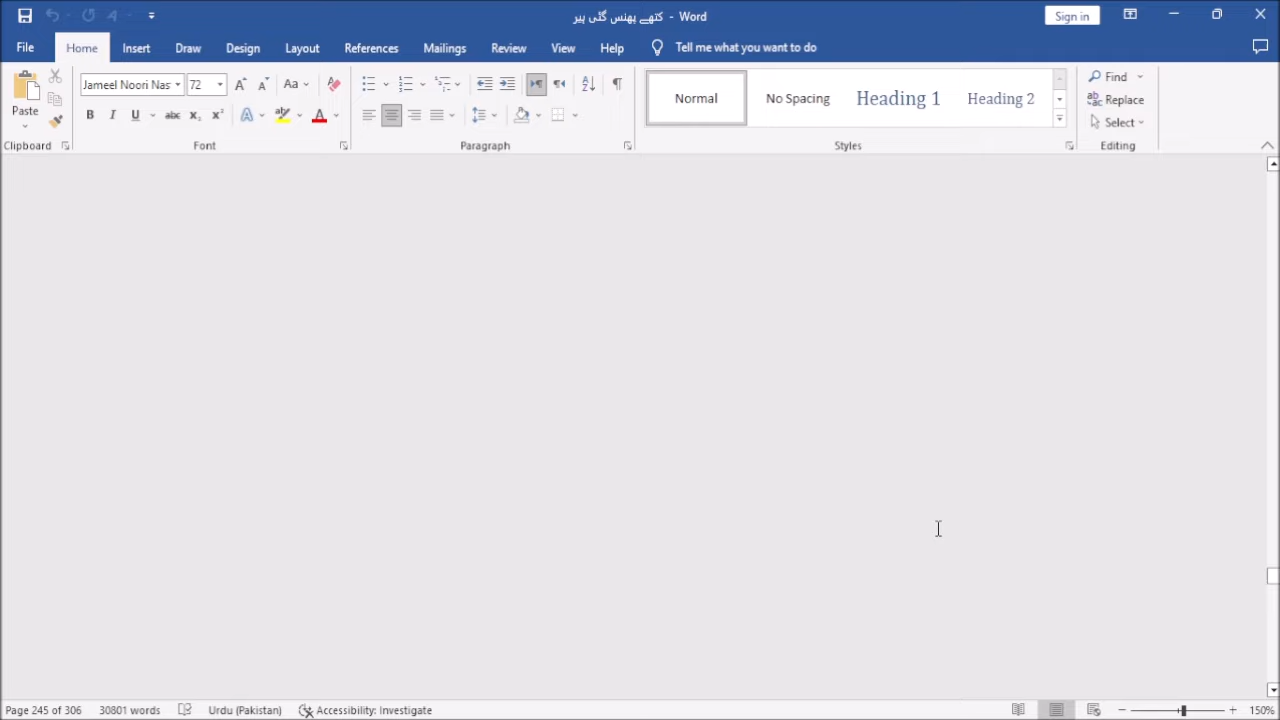 کتھے پھنس گئی ہیر - Word
Sign in
File Home Insert Draw Design Layout References Mailings Review View Help Tell me what you want to do
Paste
Jameel Noori Nas 72
Aa
Normal No Spacing Heading 1 Heading 2
Find
Replace
Select
Clipboard Font Paragraph Styles Editing
Page 245 of 306 30801 words Urdu (Pakistan) Accessibility: Investigate 150%